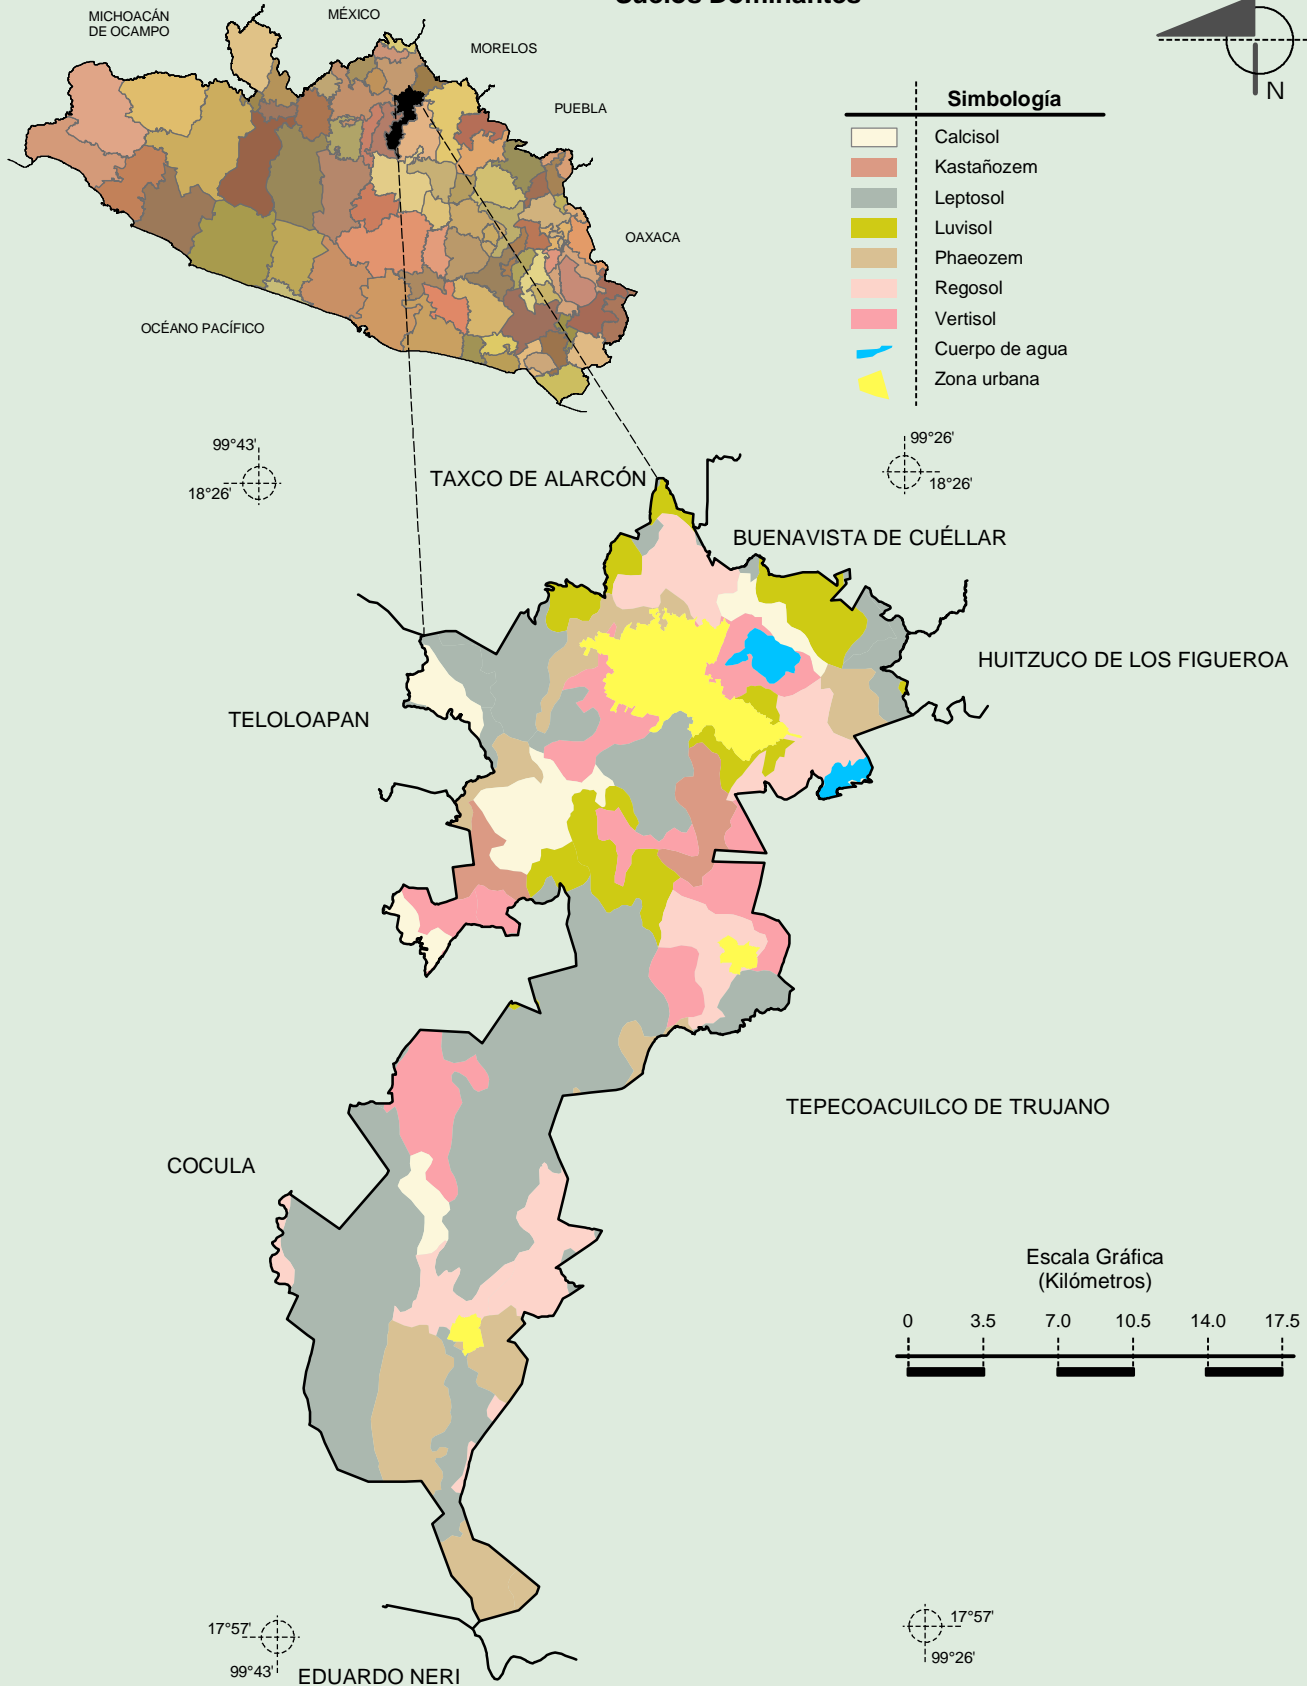 Suelos Dominantes
MICHOACÁN
DE OCAMPO
MÉXICO
MORELOS
PUEBLA
OAXACA
OCÉANO PACÍFICO
N
Simbología
Calcisol
Kastañozem
Leptosol
Luvisol
Phaeozem
Regosol
Vertisol
Cuerpo de agua
Zona urbana
99°43'
18°26'
99°26'
18°26'
TAXCO DE ALARCÓN
BUENAVISTA DE CUÉLLAR
HUITZUCO DE LOS FIGUEROA
TELOLOAPAN
TEPECOACUILCO DE TRUJANO
COCULA
Escala Gráfica
(Kilómetros)
0 3.5 7.0 10.5 14.0 17.5
17°57'
99°43'
17°57'
99°26'
EDUARDO NERI